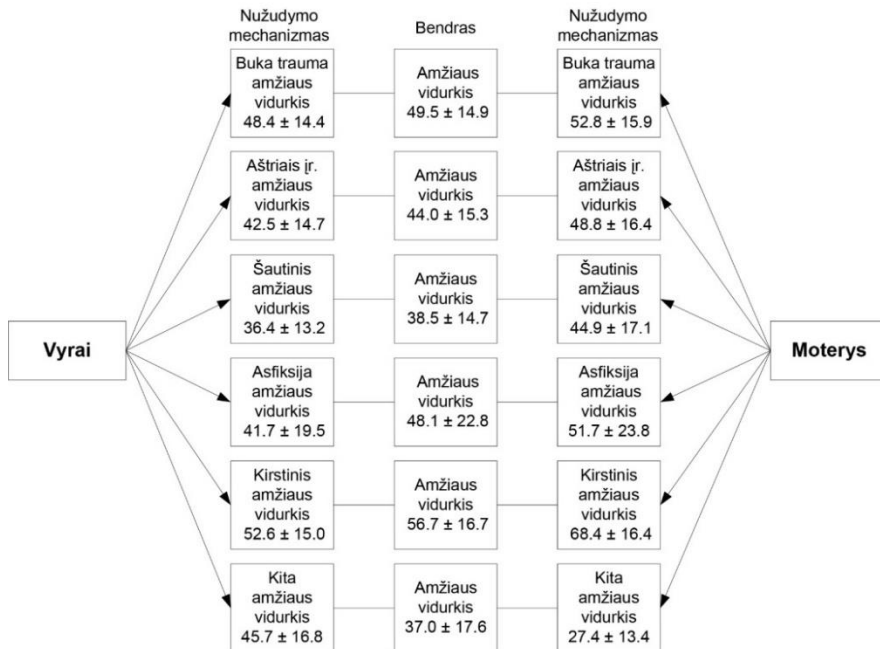 Nužudymo
mechanizmas
Bendras
Nužudymo
mechanizmas
Buka trauma
amžiaus
vidurkis
48.4 ± 14.4
Amžiaus
vidurkis
49.5 ± 14.9
Buka trauma
amžiaus
vidurkis
52.8 ± 15.9
Aštriais įr.
amžiaus
vidurkis
42.5 ± 14.7
Amžiaus
vidurkis
44.0 ± 15.3
Aštriais įr.
amžiaus
vidurkis
48.8 ± 16.4
Šautinis
amžiaus
vidurkis
36.4 ± 13.2
Amžiaus
vidurkis
38.5 ± 14.7
Šautinis
amžiaus
vidurkis
44.9 ± 17.1
Vyrai
Moterys
Asfiksija
amžiaus
vidurkis
41.7 ± 19.5
Amžiaus
vidurkis
48.1 ± 22.8
Asfiksija
amžiaus
vidurkis
51.7 ± 23.8
Kirstinis
amžiaus
vidurkis
52.6 ± 15.0
Amžiaus
vidurkis
56.7 ± 16.7
Kirstinis
amžiaus
vidurkis
68.4 ± 16.4
Kita
amžiaus
vidurkis
45.7 ± 16.8
Amžiaus
vidurkis
37.0 ± 17.6
Kita
amžiaus
vidurkis
27.4 ± 13.4